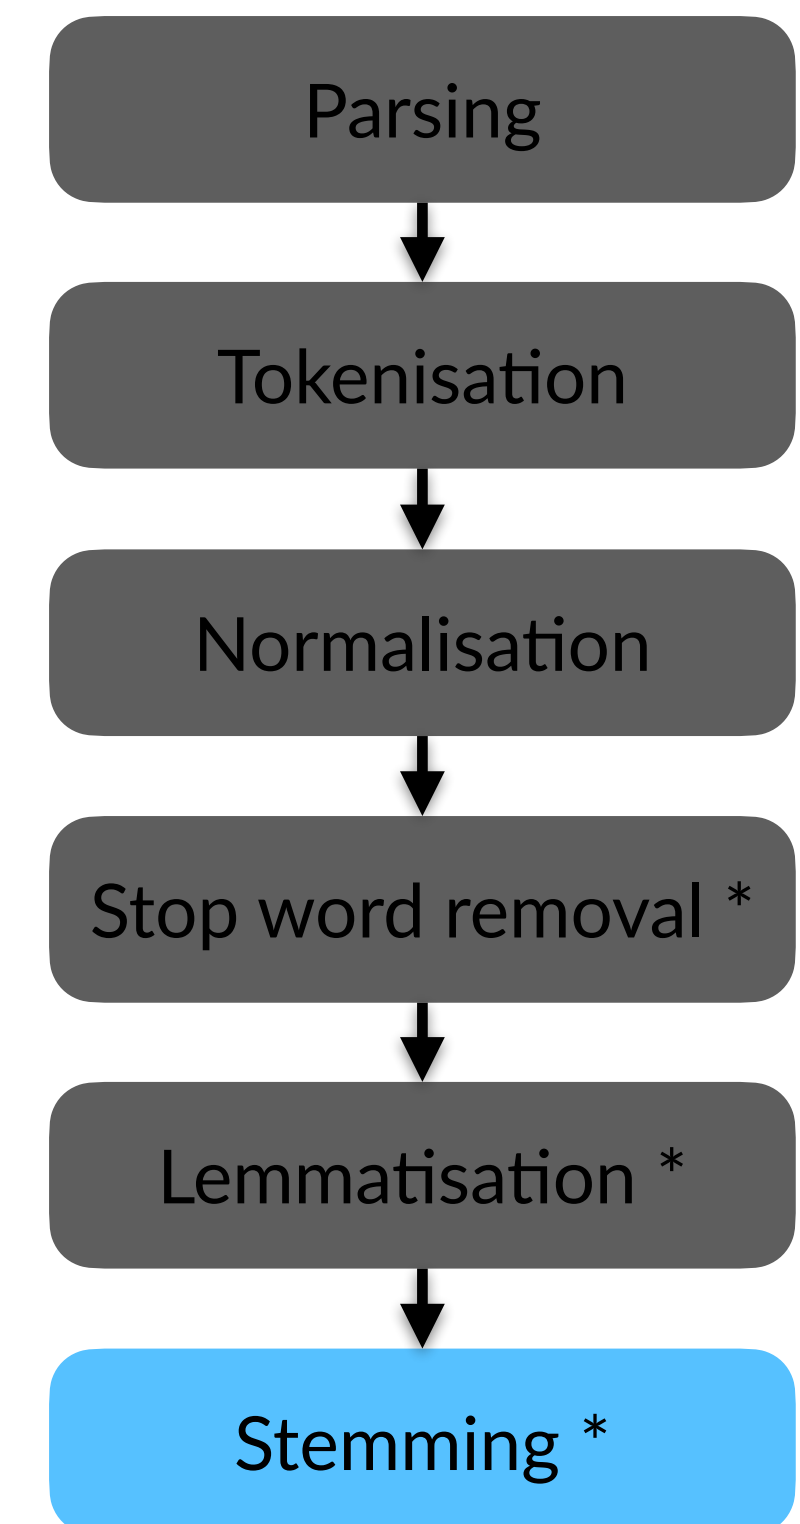 Parsing
Tokenisation
Normalisation
Stop word removal *
Lemmatisation *
Stemming *